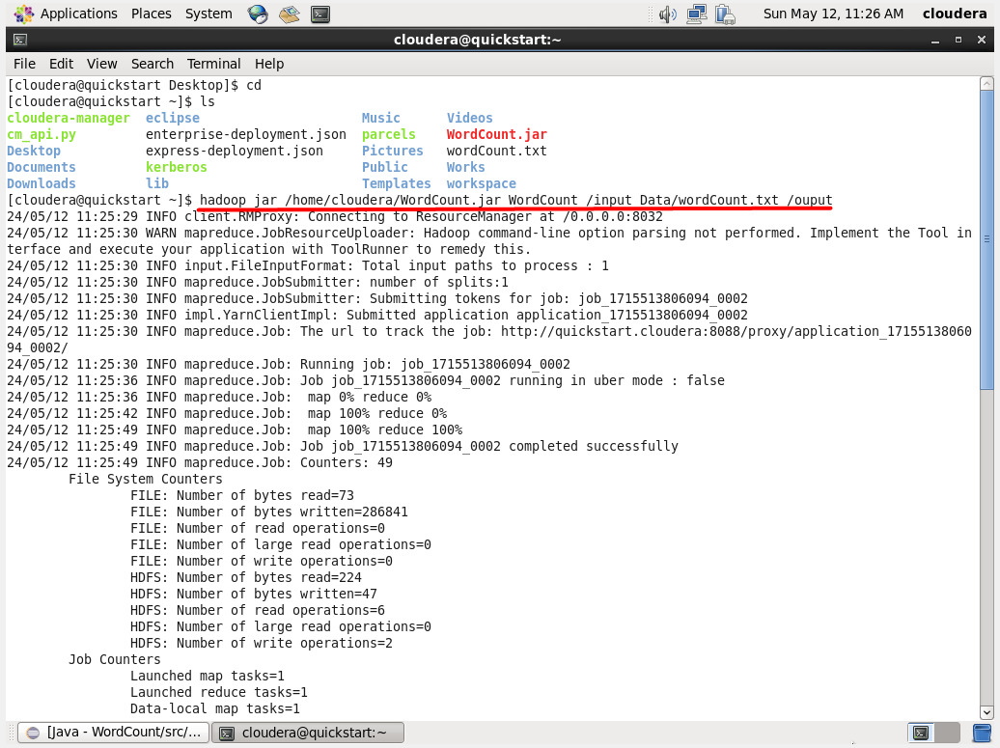 Applications Places System Sun May 12, 11:26 AM cloudera
cloudera@quickstart:~
File Edit View Search Terminal Help
[cloudera@quickstart Desktop]$ cd
[cloudera@quickstart ~]$ ls
cloudera-manager eclipse Music Videos
cm_api.py enterprise-deployment.json parcels WordCount.jar
Desktop express-deployment.json Pictures wordCount.txt
Documents kerberos Public Works
Downloads lib Templates workspace
[cloudera@quickstart ~]$ hadoop jar /home/cloudera/WordCount.jar WordCount /input_Data/wordCount.txt /ouput
24/05/12 11:25:29 INFO client.RMProxy: Connecting to ResourceManager at /0.0.0.0:8032
24/05/12 11:25:30 WARN mapreduce.JobResourceUploader: Hadoop command-line option parsing not performed. Implement the Tool in
terface and execute your application with ToolRunner to remedy this.
24/05/12 11:25:30 INFO input.FileInputFormat: Total input paths to process : 1
24/05/12 11:25:30 INFO mapreduce.JobSubmitter: number of splits:1
24/05/12 11:25:30 INFO mapreduce.JobSubmitter: Submitting tokens for job: job_1715513806094_0002
24/05/12 11:25:30 INFO impl.YarnClientImpl: Submitted application application_1715513806094_0002
24/05/12 11:25:30 INFO mapreduce.Job: The url to track the job: http://quickstart.cloudera:8088/proxy/application_17155138060
94_0002/
24/05/12 11:25:30 INFO mapreduce.Job: Running job: job_1715513806094_0002
24/05/12 11:25:36 INFO mapreduce.Job: Job job_1715513806094_0002 running in uber mode : false
24/05/12 11:25:36 INFO mapreduce.Job:  map 0% reduce 0%
24/05/12 11:25:42 INFO mapreduce.Job:  map 100% reduce 0%
24/05/12 11:25:49 INFO mapreduce.Job:  map 100% reduce 100%
24/05/12 11:25:49 INFO mapreduce.Job: Job job_1715513806094_0002 completed successfully
24/05/12 11:25:49 INFO mapreduce.Job: Counters: 49
File System Counters
FILE: Number of bytes read=73
FILE: Number of bytes written=286841
FILE: Number of read operations=0
FILE: Number of large read operations=0
FILE: Number of write operations=0
HDFS: Number of bytes read=224
HDFS: Number of bytes written=47
HDFS: Number of read operations=6
HDFS: Number of large read operations=0
HDFS: Number of write operations=2
Job Counters
Launched map tasks=1
Launched reduce tasks=1
Data-local map tasks=1
[Java - WordCount/src/... cloudera@quickstart:~